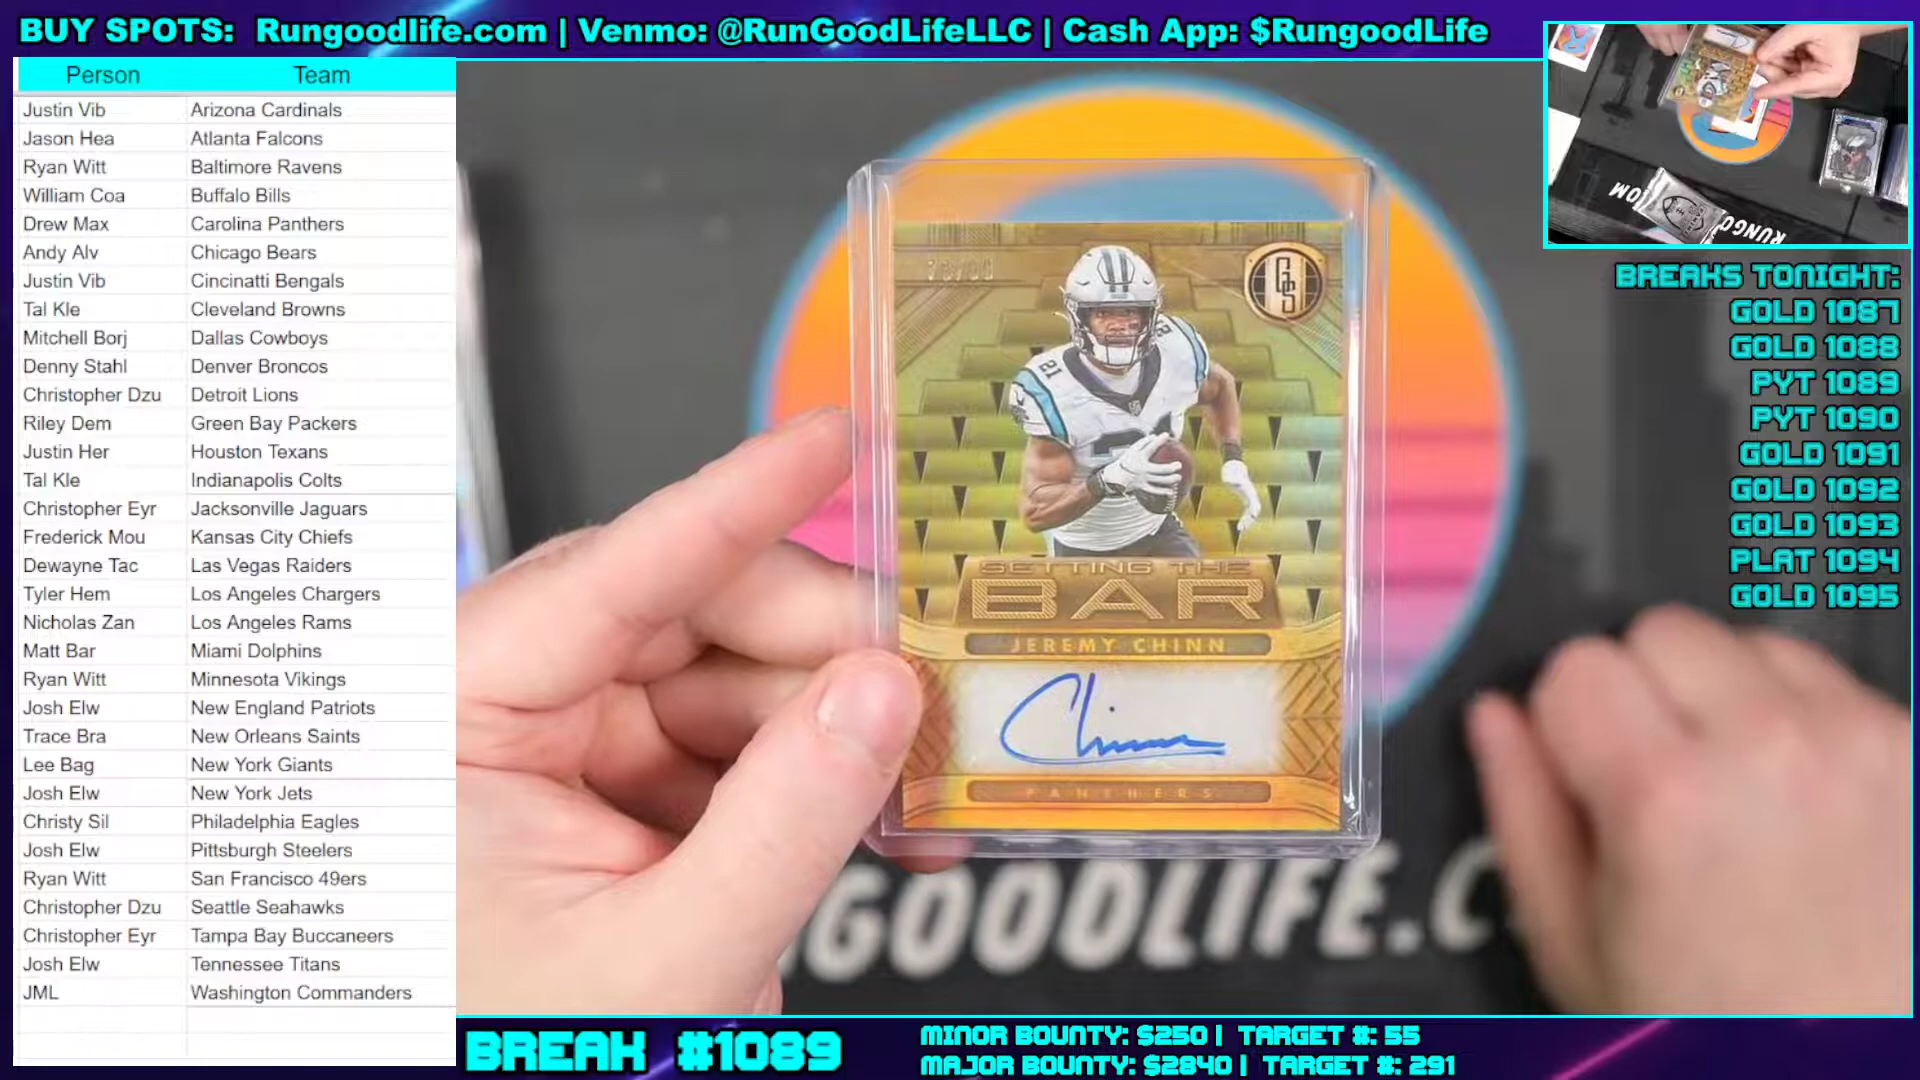 BUY SPOTS: Rungoodlife.com | Venmo: @RunGoodLifeLLC | Cash App: $RungoodLife
Person Team
Justin Vib Arizona Cardinals
Jason Hea Atlanta Falcons
Ryan Witt Baltimore Ravens
William Coa Buffalo Bills
Drew Max Carolina Panthers
Andy Alv Chicago Bears
Justin Vib Cincinatti Bengals
Tal Kle Cleveland Browns
Mitchell Borj Dallas Cowboys
Denny Stahl Denver Broncos
Christopher Dzu Detroit Lions
Riley Dem Green Bay Packers
Justin Her Houston Texans
Tal Kle Indianapolis Colts
Christopher Eyr Jacksonville Jaguars
Frederick Mou Kansas City Chiefs
Dewayne Tac Las Vegas Raiders
Tyler Hem Los Angeles Chargers
Nicholas Zan Los Angeles Rams
Matt Bar Miami Dolphins
Ryan Witt Minnesota Vikings
Josh Elw New England Patriots
Trace Bra New Orleans Saints
Lee Bag New York Giants
Josh Elw New York Jets
Christy Sil Philadelphia Eagles
Josh Elw Pittsburgh Steelers
Ryan Witt San Francisco 49ers
Christopher Dzu Seattle Seahawks
Christopher Eyr Tampa Bay Buccaneers
Josh Elw Tennessee Titans
JML Washington Commanders
GS
21
21
SETTING THE
BAR
JEREMY CHINN
Chinn
PANTHERS
GOODLIFE.C
BREAKS TONIGHT:
GOLD 1087
GOLD 1088
PYT 1089
PYT 1090
GOLD 1091
GOLD 1092
GOLD 1093
PLAT 1094
GOLD 1095
BREAK #1089
MINOR BOUNTY: $250 | TARGET #: 55
MAJOR BOUNTY: $2840 | TARGET #: 291